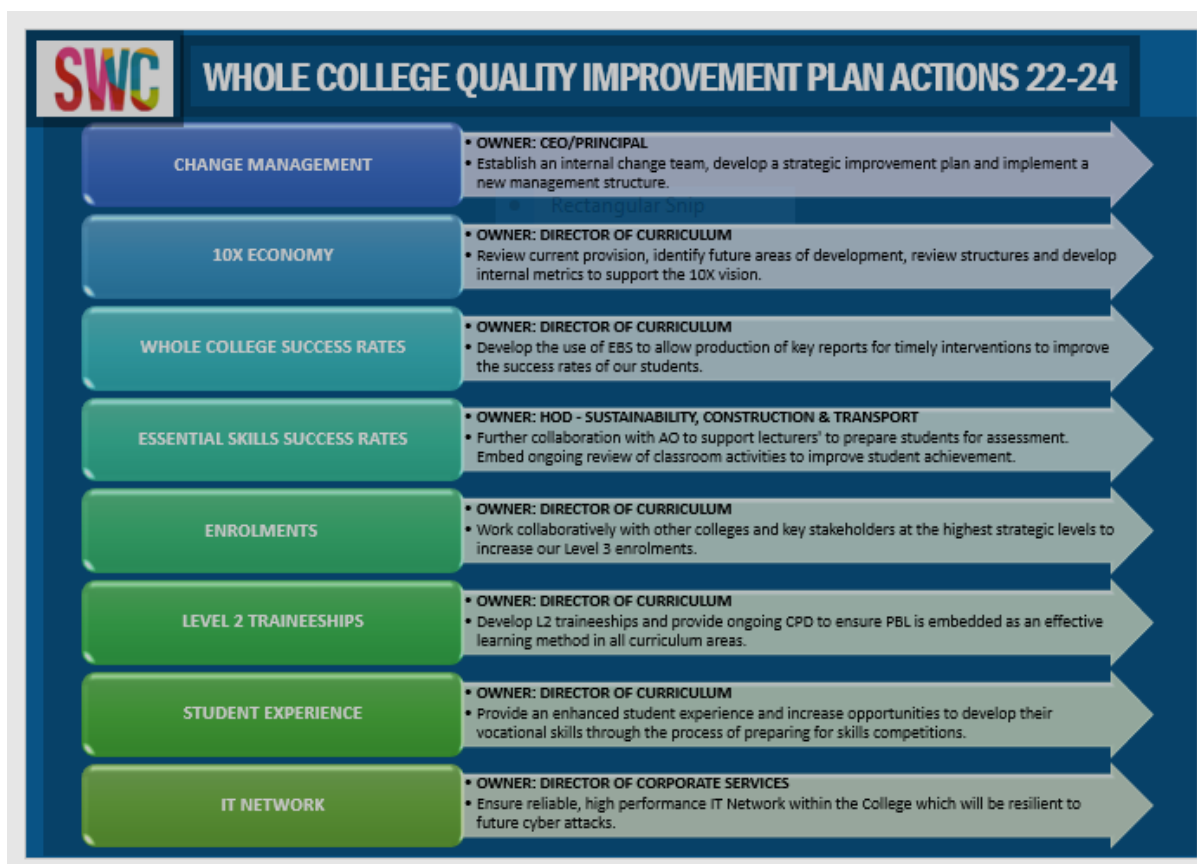 SWC
WHOLE COLLEGE QUALITY IMPROVEMENT PLAN ACTIONS 22-24
CHANGE MANAGEMENT
• OWNER: CEO/PRINCIPAL
• Establish an internal change team, develop a strategic improvement plan and implement a
new management structure.
• Rectangular Snip
10X ECONOMY
• OWNER: DIRECTOR OF CURRICULUM
• Review current provision, identify future areas of development, review structures and develop
internal metrics to support the 10X vision.
WHOLE COLLEGE SUCCESS RATES
• OWNER: DIRECTOR OF CURRICULUM
• Develop the use of EBS to allow production of key reports for timely interventions to improve
the success rates of our students.
ESSENTIAL SKILLS SUCCESS RATES
• OWNER: HOD - SUSTAINABILITY, CONSTRUCTION & TRANSPORT
• Further collaboration with AO to support lecturers' to prepare students for assessment.
Embed ongoing review of classroom activities to improve student achievement.
ENROLMENTS
• OWNER: DIRECTOR OF CURRICULUM
• Work collaboratively with other colleges and key stakeholders at the highest strategic levels to
increase our Level 3 enrolments.
LEVEL 2 TRAINEESHIPS
• OWNER: DIRECTOR OF CURRICULUM
• Develop L2 traineeships and provide ongoing CPD to ensure PBL is embedded as an effective
learning method in all curriculum areas.
STUDENT EXPERIENCE
• OWNER: DIRECTOR OF CURRICULUM
• Provide an enhanced student experience and increase opportunities to develop their
vocational skills through the process of preparing for skills competitions.
IT NETWORK
• OWNER: DIRECTOR OF CORPORATE SERVICES
• Ensure reliable, high performance IT Network within the College which will be resilient to
future cyber attacks.